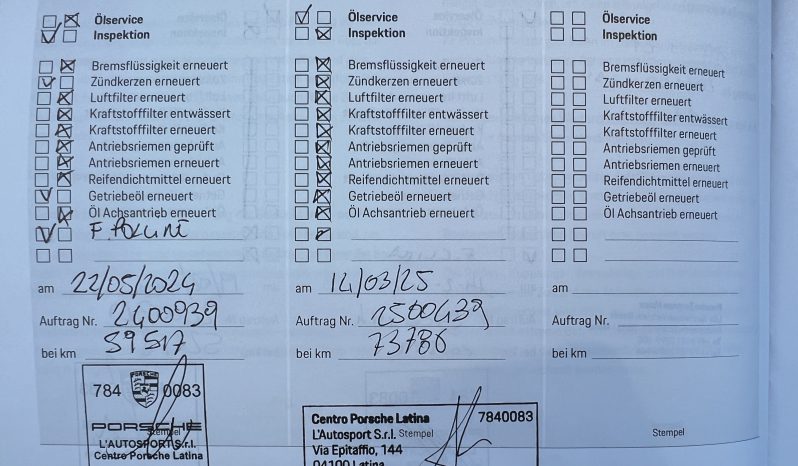 Ölservice
Inspektion
Bremsflüssigkeit erneuert
Zündkerzen erneuert
Luftfilter erneuert
Kraftstofffilter entwässert
Kraftstofffilter erneuert
Antriebsriemen geprüft
Antriebsriemen erneuert
Reifendichtmittel erneuert
Getriebeöl erneuert
Öl Achsantrieb erneuert
F.
am 22/05/2024
Auftrag Nr. 2400939
bei km 59517
784 PORSCHE 0083
PORSCHE
Stempel
L'AUTOSPORT S.r.l.
Centro Porsche Latina
Ölservice
Inspektion
Bremsflüssigkeit erneuert
Zündkerzen erneuert
Luftfilter erneuert
Kraftstofffilter entwässert
Kraftstofffilter erneuert
Antriebsriemen geprüft
Antriebsriemen erneuert
Reifendichtmittel erneuert
Getriebeöl erneuert
Öl Achsantrieb erneuert
am 14/03/25
Auftrag Nr. 2500439
bei km 73786
Centro Porsche Latina 7840083
L'Autosport S.r.l. Stempel
Via Epitaffio, 144
04100 Latina
Ölservice
Inspektion
Bremsflüssigkeit erneuert
Zündkerzen erneuert
Luftfilter erneuert
Kraftstofffilter entwässert
Kraftstofffilter erneuert
Antriebsriemen geprüft
Antriebsriemen erneuert
Reifendichtmittel erneuert
Getriebeöl erneuert
Öl Achsantrieb erneuert
am
Auftrag Nr.
bei km
Stempel